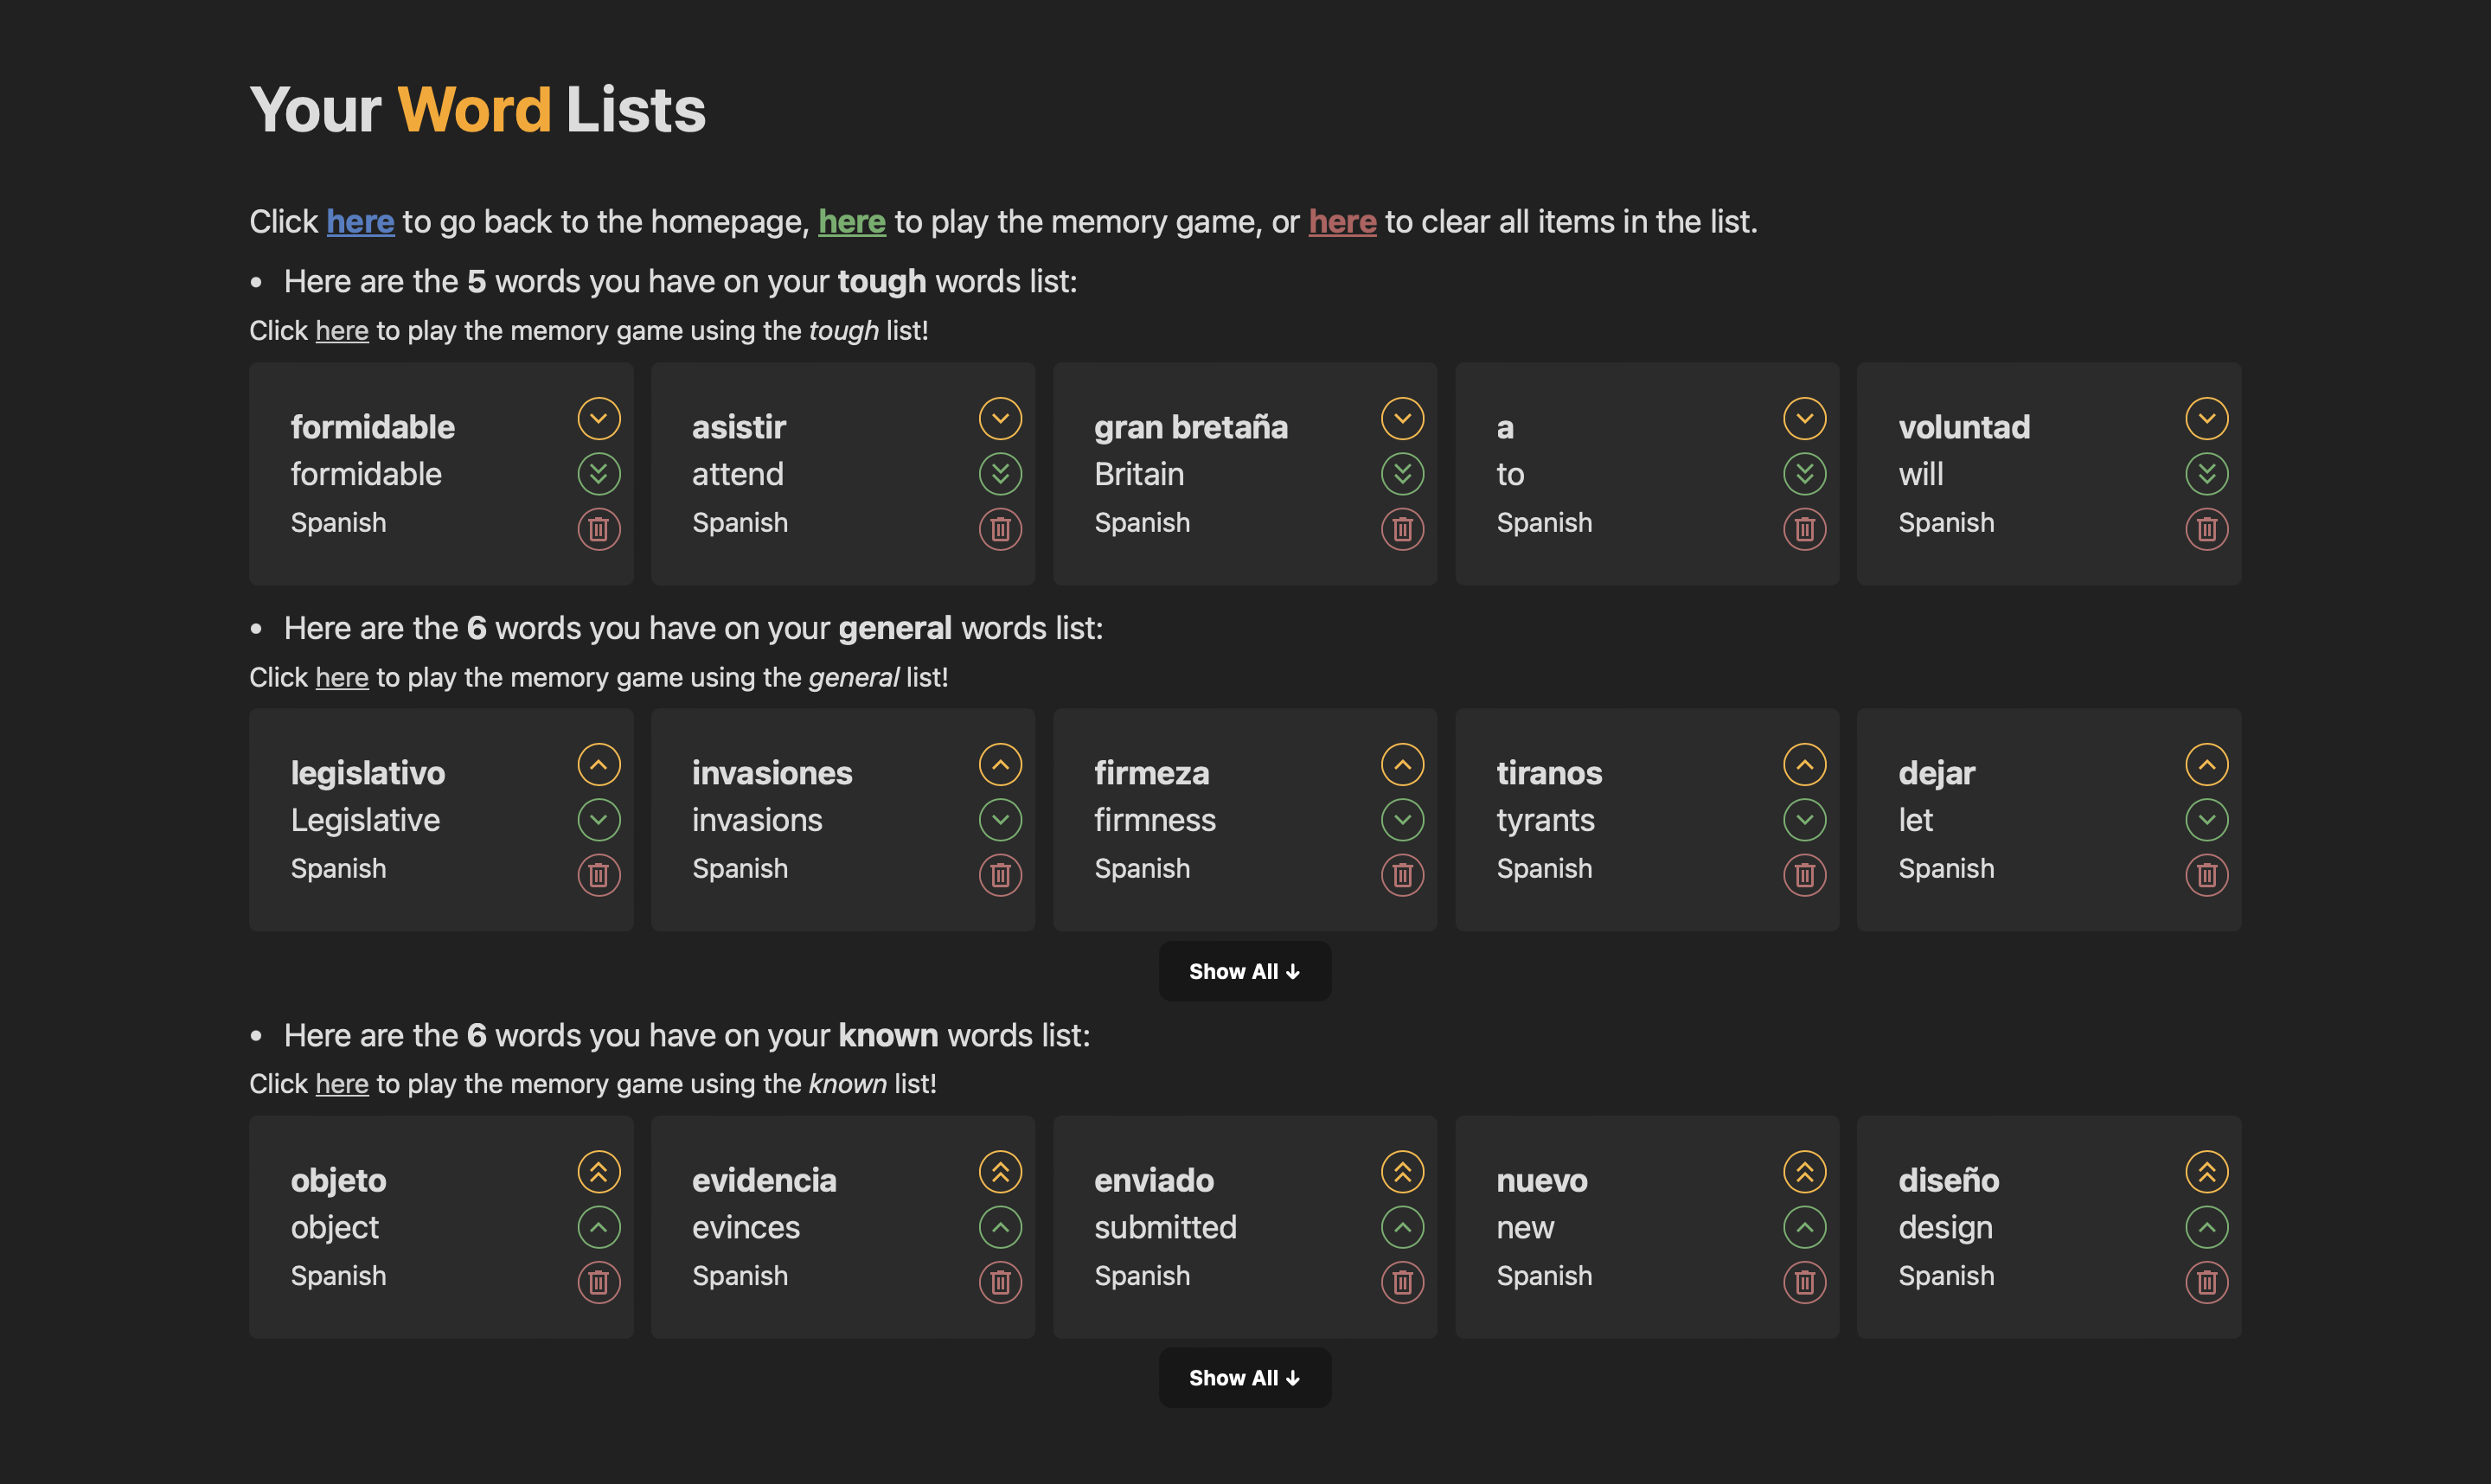 Your Word Lists
Click here to go back to the homepage, here to play the memory game, or here to clear all items in the list.
• Here are the 5 words you have on your tough words list:
Click here to play the memory game using the tough list!
formidable
formidable
Spanish
asistir
attend
Spanish
gran bretaña
Britain
Spanish
a
to
Spanish
voluntad
will
Spanish
• Here are the 6 words you have on your general words list:
Click here to play the memory game using the general list!
legislativo
Legislative
Spanish
invasiones
invasions
Spanish
firmeza
firmness
Spanish
tiranos
tyrants
Spanish
dejar
let
Spanish
Show All ↓
• Here are the 6 words you have on your known words list:
Click here to play the memory game using the known list!
objeto
object
Spanish
evidencia
evinces
Spanish
enviado
submitted
Spanish
nuevo
new
Spanish
diseño
design
Spanish
Show All ↓